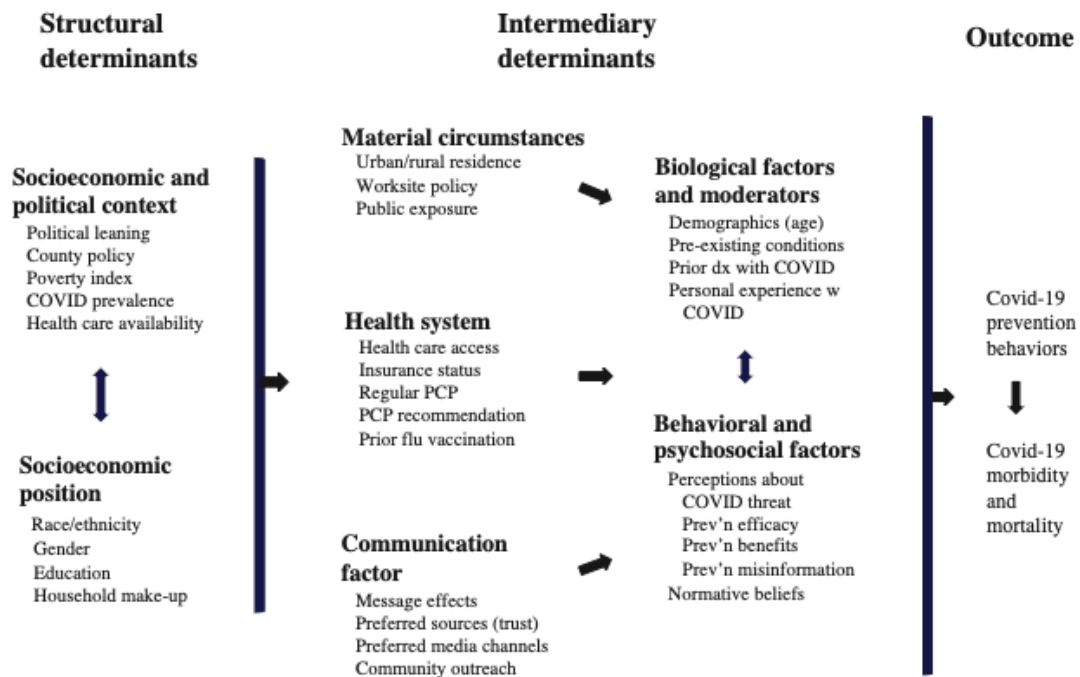 Structural
determinants
Intermediary
determinants
Outcome
Socioeconomic and
political context
Political leaning
County policy
Poverty index
COVID prevalence
Health care availability
Socioeconomic
position
Race/ethnicity
Gender
Education
Household make-up
Material circumstances
Urban/rural residence
Worksite policy
Public exposure
Health system
Health care access
Insurance status
Regular PCP
PCP recommendation
Prior flu vaccination
Communication
factor
Message effects
Preferred sources (trust)
Preferred media channels
Community outreach
Biological factors
and moderators
Demographics (age)
Pre-existing conditions
Prior dx with COVID
Personal experience w
COVID
Behavioral and
psychosocial factors
Perceptions about
COVID threat
Prev'n efficacy
Prev'n benefits
Prev'n misinformation
Normative beliefs
Covid-19
prevention
behaviors
Covid-19
morbidity
and
mortality